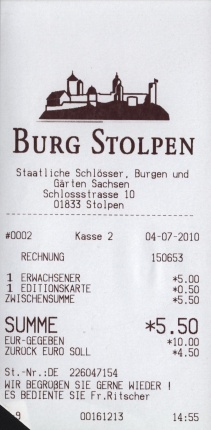 BURG STOLPEN
Staatliche Schlösser, Burgen und
Gärten Sachsen
Schlossstrasse 10
01833 Stolpen
#0002 Kasse 2 04-07-2010
RECHNUNG 150653
1 ERWACHSENER *5.00
1 EDITIONSKARTE *0.50
ZWISCHENSUMME *5.50
SUMME *5.50
EUR-GEGEBEN *10.00
ZURÜCK EURO SOLL *4.50
St.-Nr.:DE 226047154
WIR BEGRÜßEN SIE GERNE WIEDER !
ES BEDIENTE SIE Fr.Ritscher
9 00161213 14:55